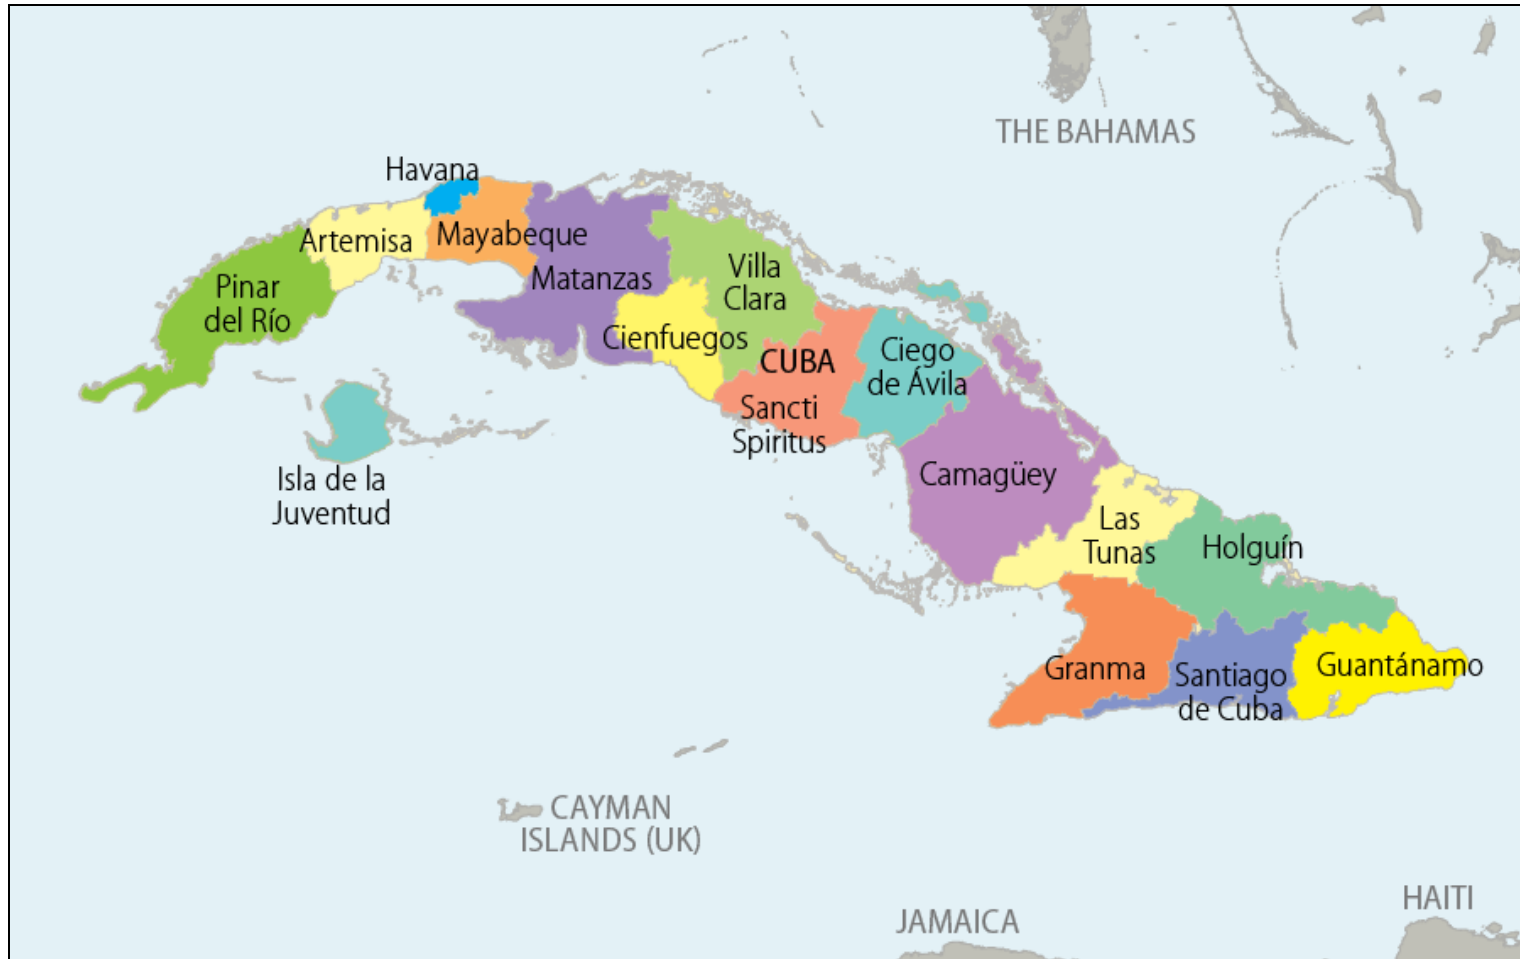 THE BAHAMAS
Havana
Artemisa
Mayabeque
Matanzas
Villa
Clara
Pinar
del Río
Cienfuegos
CUBA
Ciego
de Ávila
Sancti
Spiritus
Isla de la
Juventud
Camagüey
Las
Tunas
Holguín
Granma
Santiago
de Cuba
Guantánamo
CAYMAN
ISLANDS (UK)
JAMAICA
HAITI